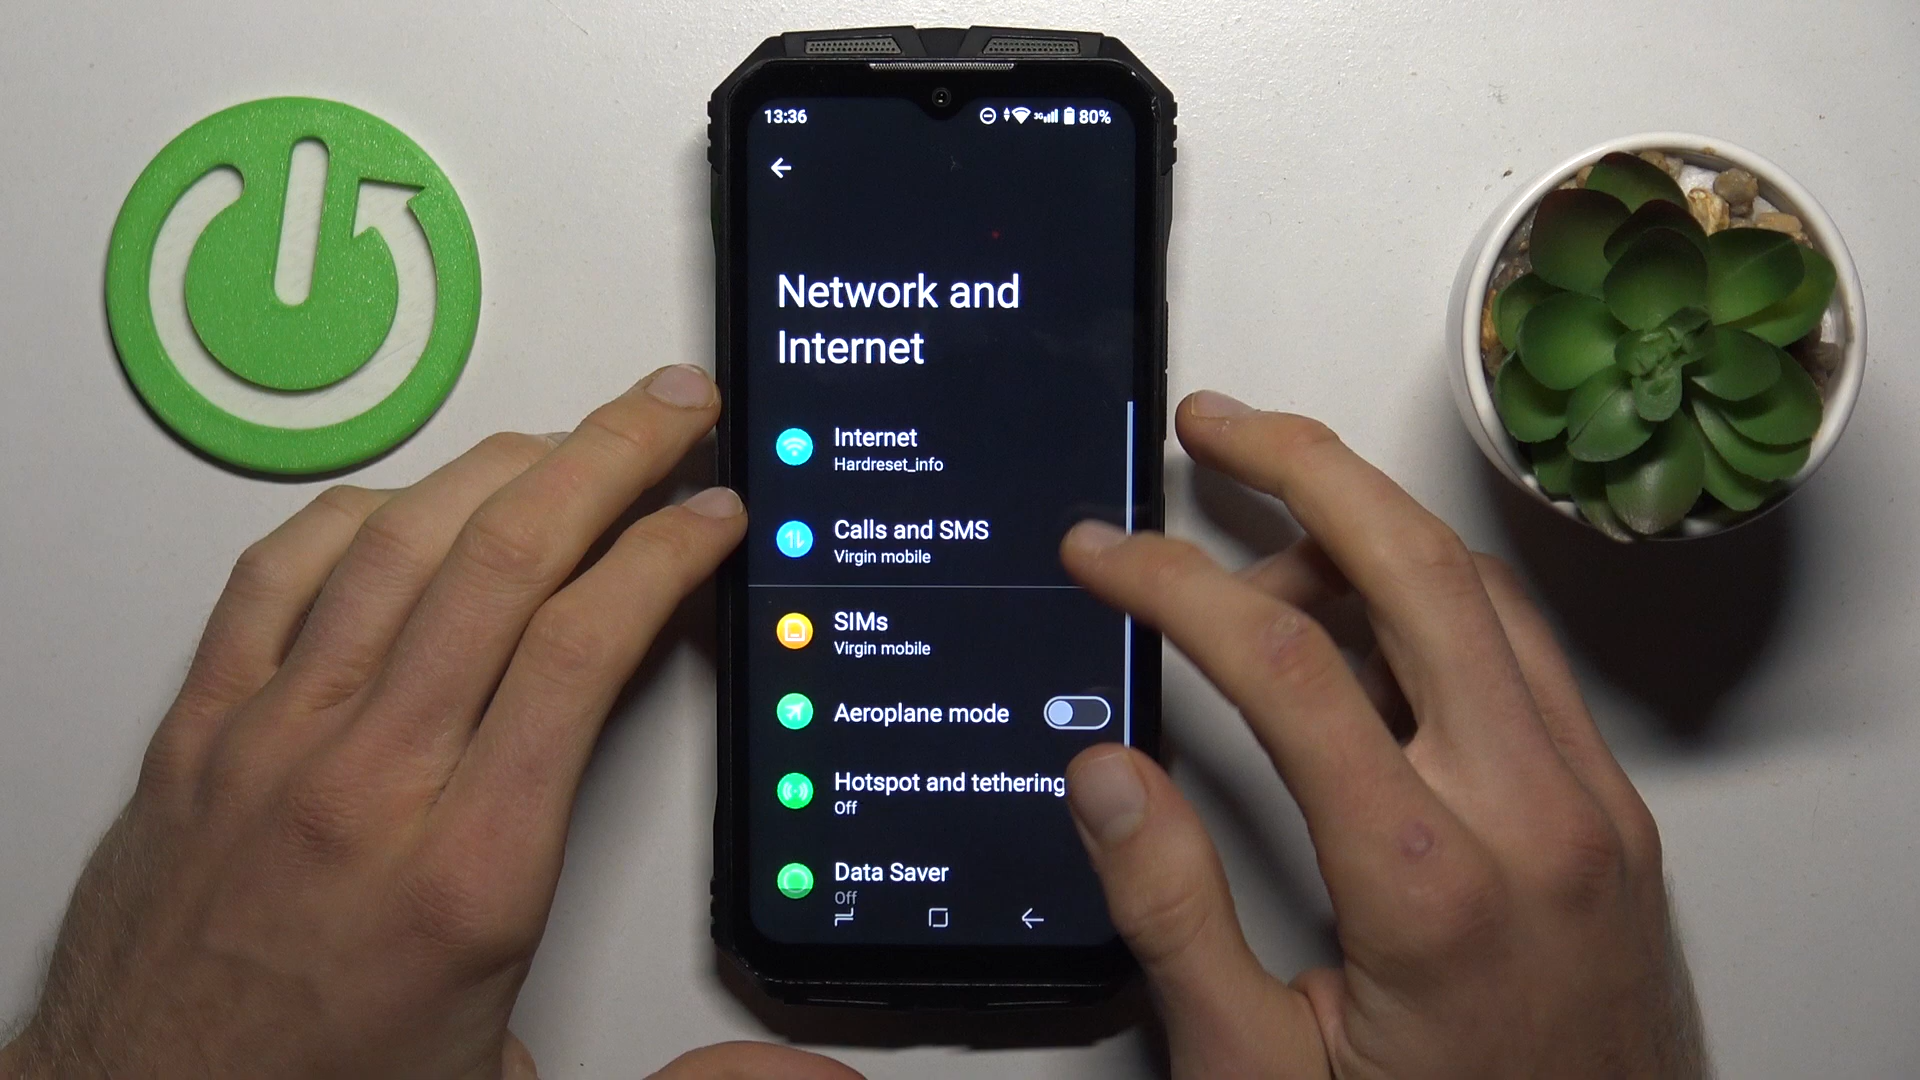 13:36
3G
80%
Network and
Internet
Internet
Hardreset_info
Calls and SMS
Virgin mobile
SIMs
Virgin mobile
Aeroplane mode
Hotspot and tethering
Off
Data Saver
Off